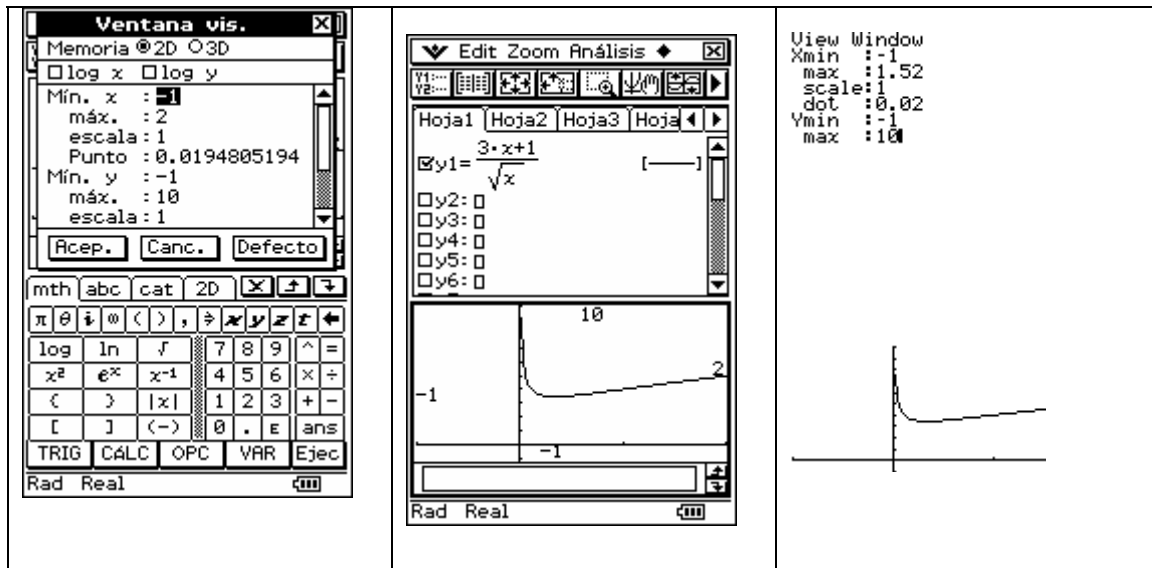 Ventana vis.
Memoria 2D 3D
log x log y
Mín. x :-1
máx. :2
escala:1
Punto :0.0194805194
Mín. y :-1
máx. :10
escala:1
Acep. Canc. Defecto
mth abc cat 2D
π θ i ∞ ( ) , ⇒ x y z t ←
log ln √ 7 8 9 ^ =
x² eˣ x⁻¹ 4 5 6 × ÷
( ) |x| 1 2 3 + −
[ ] (−) 0 . E ans
TRIG CÁLC OPC VAR Ejec
Rad Real
Edit Zoom Análisis
Y1:
Y2:
Hoja1 Hoja2 Hoja3 Hoja
y1=3·x+1/√x [——]
y2:
y3:
y4:
y5:
y6:
10
2
-1
-1
Rad Real
View Window
Xmin :-1
max :1.52
scale:1
dot :0.02
Ymin :-1
max :10